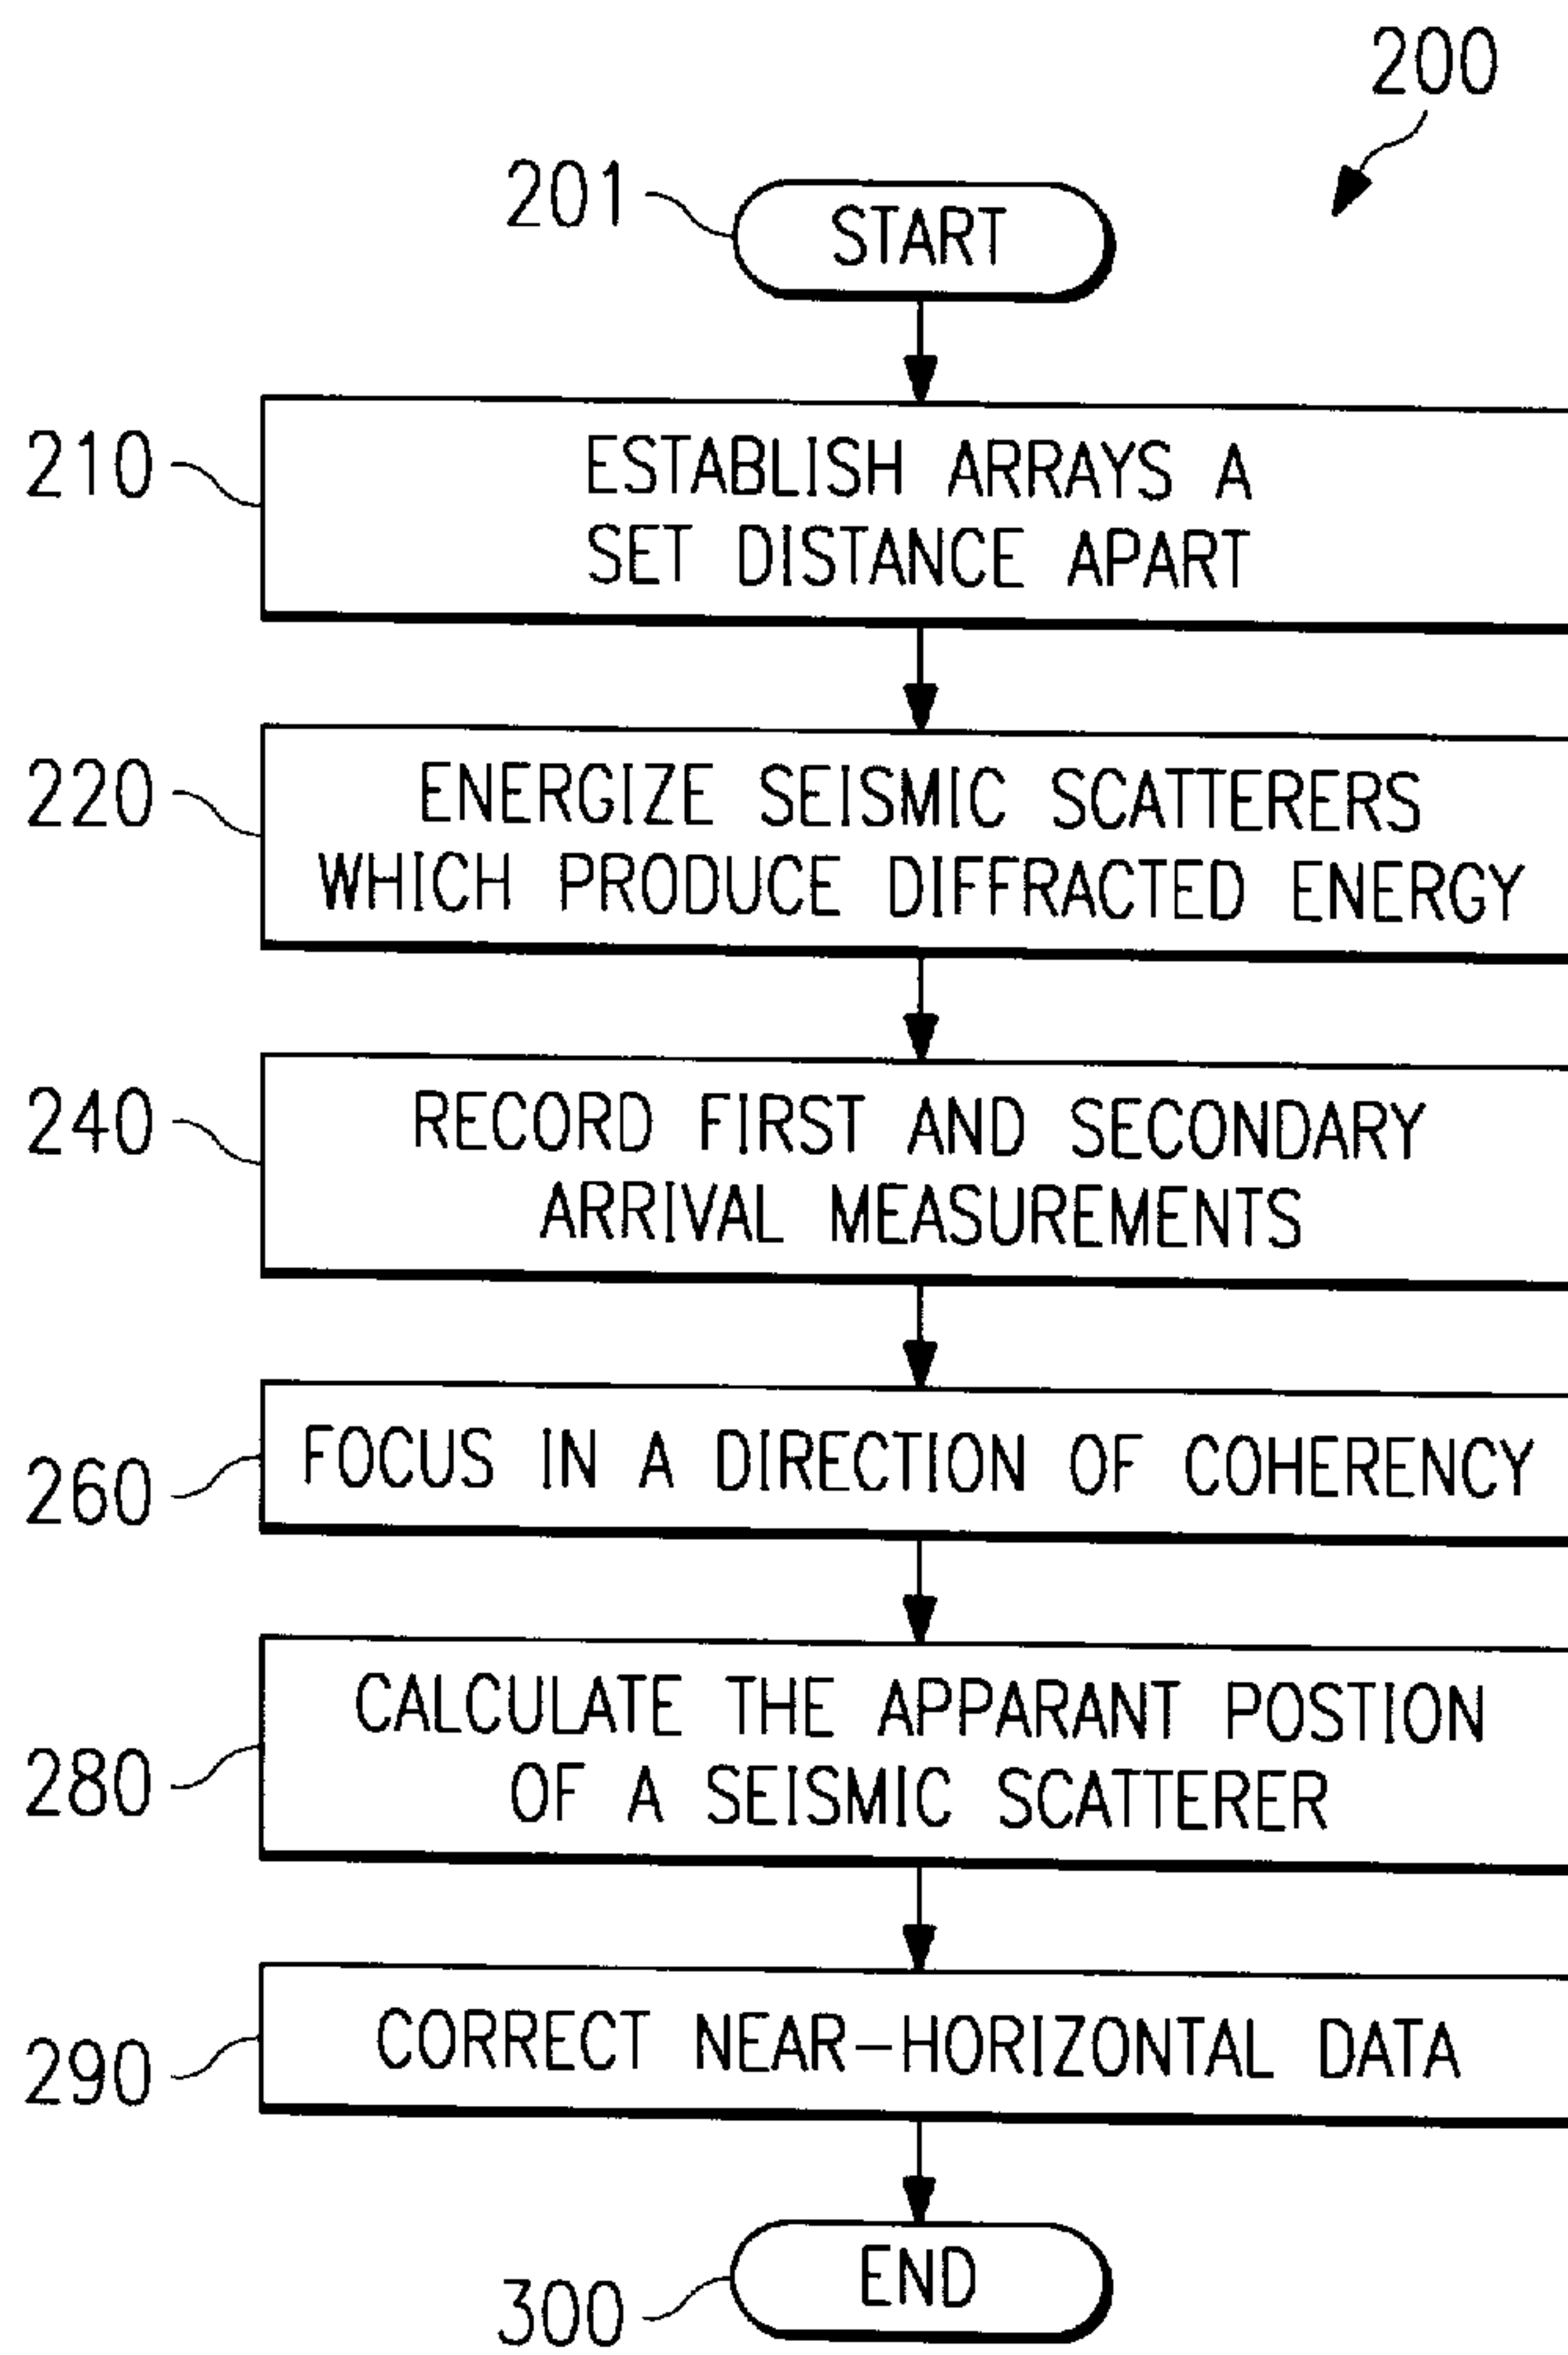 200
201
START
210
ESTABLISH ARRAYS A
SET DISTANCE APART
220
ENERGIZE SEISMIC SCATTERERS
WHICH PRODUCE DIFFRACTED ENERGY
240
RECORD FIRST AND SECONDARY
ARRIVAL MEASUREMENTS
260
FOCUS IN A DIRECTION OF COHERENCY
280
CALCULATE THE APPARANT POSTION
OF A SEISMIC SCATTERER
290
CORRECT NEAR-HORIZONTAL DATA
300
END